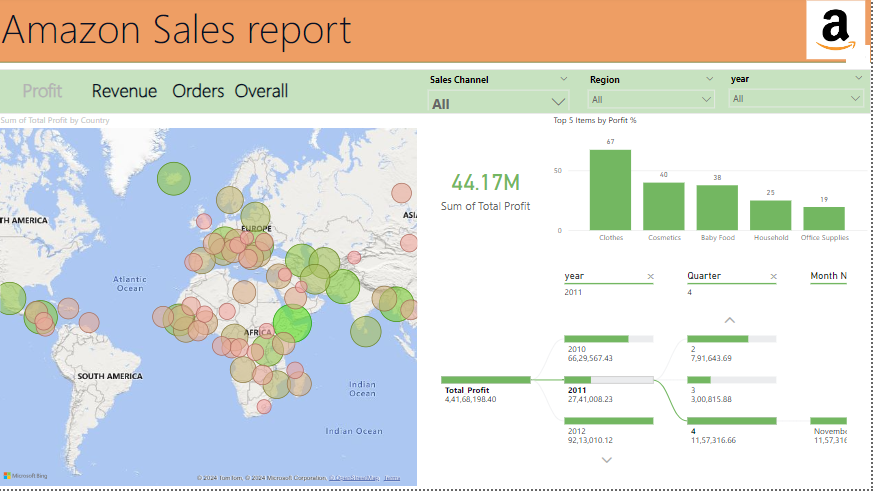 Amazon Sales report
a
Profit Revenue Orders Overall
Sales Channel
All
Region
All
year
All
Sum of Total Profit by Country
TH AMERICA
EUROPE
ASI
Atlantic
Ocean
AFRICA
SOUTH AMERICA
Indian
Ocean
Indian Ocean
Microsoft Bing
© 2024 TomTom, © 2024 Microsoft Corporation, © OpenStreetMap Terms
44.17M
Sum of Total Profit
Top 5 Items by Porfit %
50
0
67
40
38
25
19
Clothes
Cosmetics
Baby Food
Household
Office Supplies
year
2011
Quarter
4
Month N
Total Profit
4,41,68,198.40
2010
66,29,567.43
2011
27,41,008.23
2012
92,13,010.12
2
7,91,643.69
3
3,00,815.88
4
11,57,316.66
Novembe
11,57,316